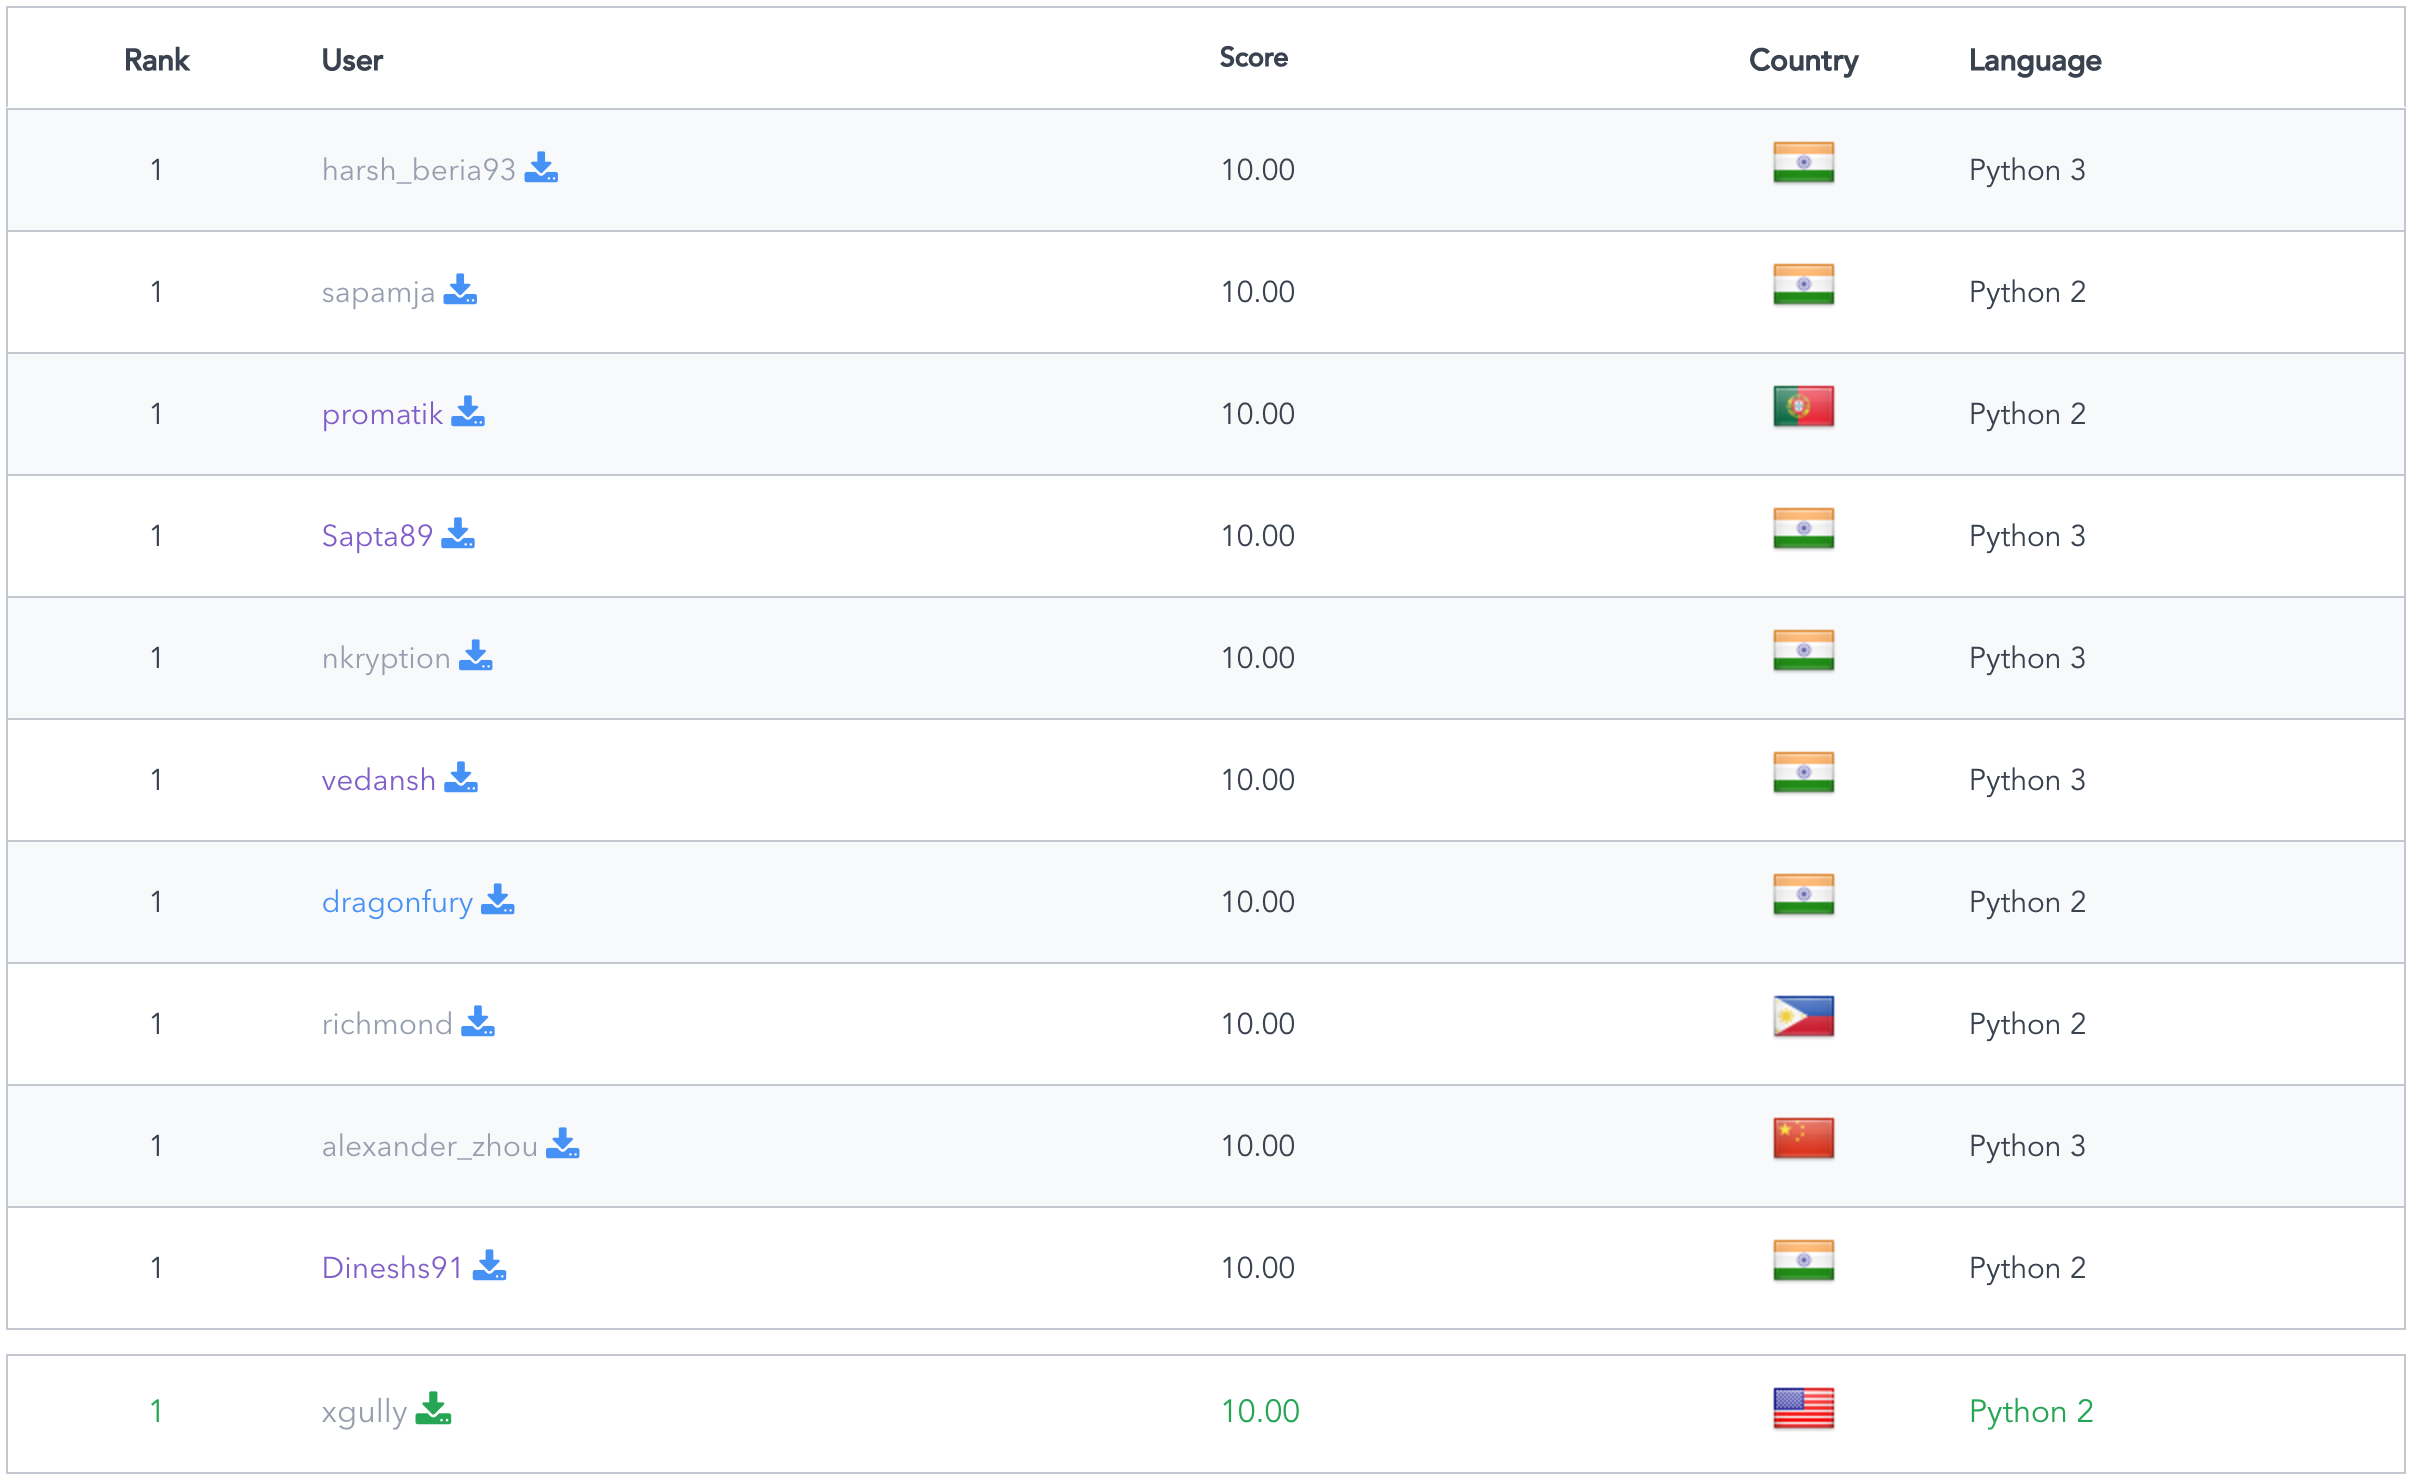 Rank User Score Country Language
1 harsh_beria93 10.00 Python 3
1 sapamja 10.00 Python 2
1 promatik 10.00 Python 2
1 Sapta89 10.00 Python 3
1 nkryption 10.00 Python 3
1 vedansh 10.00 Python 3
1 dragonfury 10.00 Python 2
1 richmond 10.00 Python 2
1 alexander_zhou 10.00 Python 3
1 Dineshs91 10.00 Python 2
1 xgully 10.00 Python 2